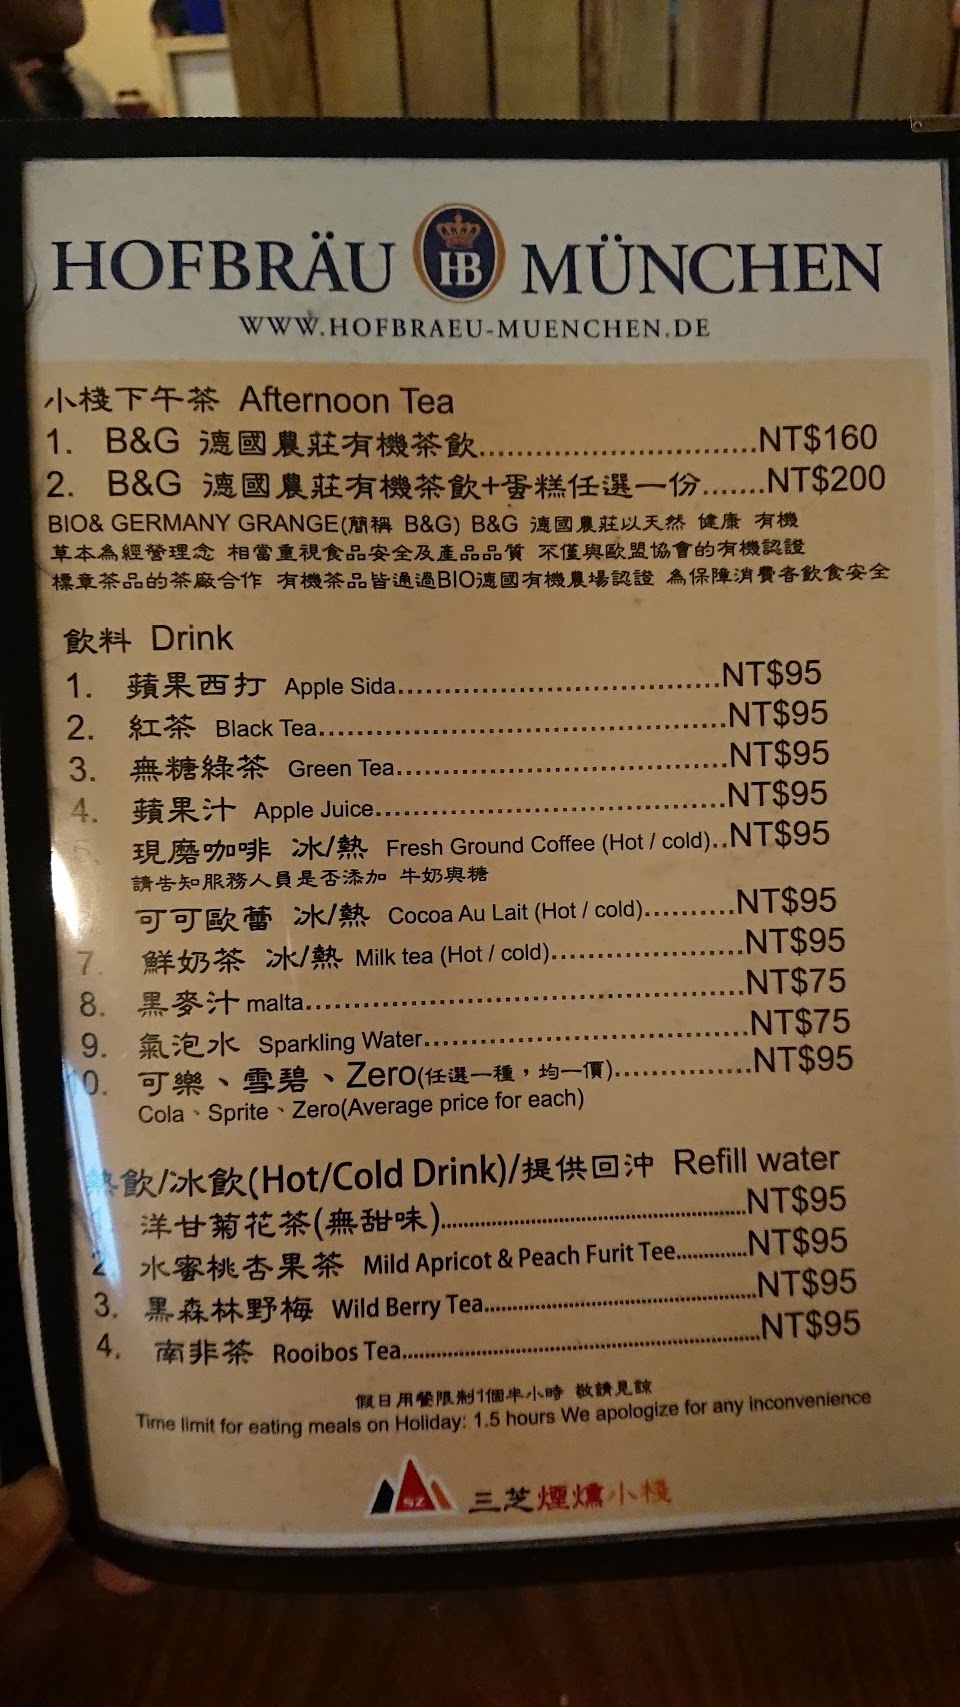 HOFBRÄU HB MÜNCHEN
WWW.HOFBRAEU-MUENCHEN.DE
小棧下午茶 Afternoon Tea
1. B&G 德國農莊有機茶飲..............................NT$160
2. B&G 德國農莊有機茶飲+蛋糕任選一份.......NT$200
BIO& GERMANY GRANGE(簡稱 B&G) B&G 德國農莊以天然 健康 有機
草本為經營理念 相當重視食品安全及產品品質 不僅與歐盟協會的有機認證
標章茶品的茶廠合作 有機茶品皆通過BIO德國有機農場認證 為保障消費者飲食安全
飲料 Drink
1. 蘋果西打 Apple Sida......................................NT$95
2. 紅茶 Black Tea................................................NT$95
3. 無糖綠茶 Green Tea.......................................NT$95
4. 蘋果汁 Apple Juice.........................................NT$95
5. 現磨咖啡 冰/熱 Fresh Ground Coffee (Hot / cold)..NT$95
請告知服務人員是否添加 牛奶與糖
可可歐蕾 冰/熱 Cocoa Au Lait (Hot / cold)..........NT$95
7. 鮮奶茶 冰/熱 Milk tea (Hot / cold)......................NT$95
8. 黑麥汁 malta....................................................NT$75
9. 氣泡水 Sparkling Water......................................NT$75
0. 可樂、雪碧、Zero(任選一種，均一價)................NT$95
Cola、Sprite、Zero(Average price for each)
熱飲/冰飲(Hot/Cold Drink)/提供回沖 Refill water
1. 洋甘菊花茶(無甜味)..................................................NT$95
2. 水蜜桃杏果茶 Mild Apricot & Peach Furit Tee.............NT$95
3. 黑森林野梅 Wild Berry Tea..............................................NT$95
4. 南非茶 Rooibos Tea............................................................NT$95
假日用餐限制1個半小時 敬請見諒
Time limit for eating meals on Holiday: 1.5 hours We apologize for any inconvenience
SZ 三芝煙燻小棧